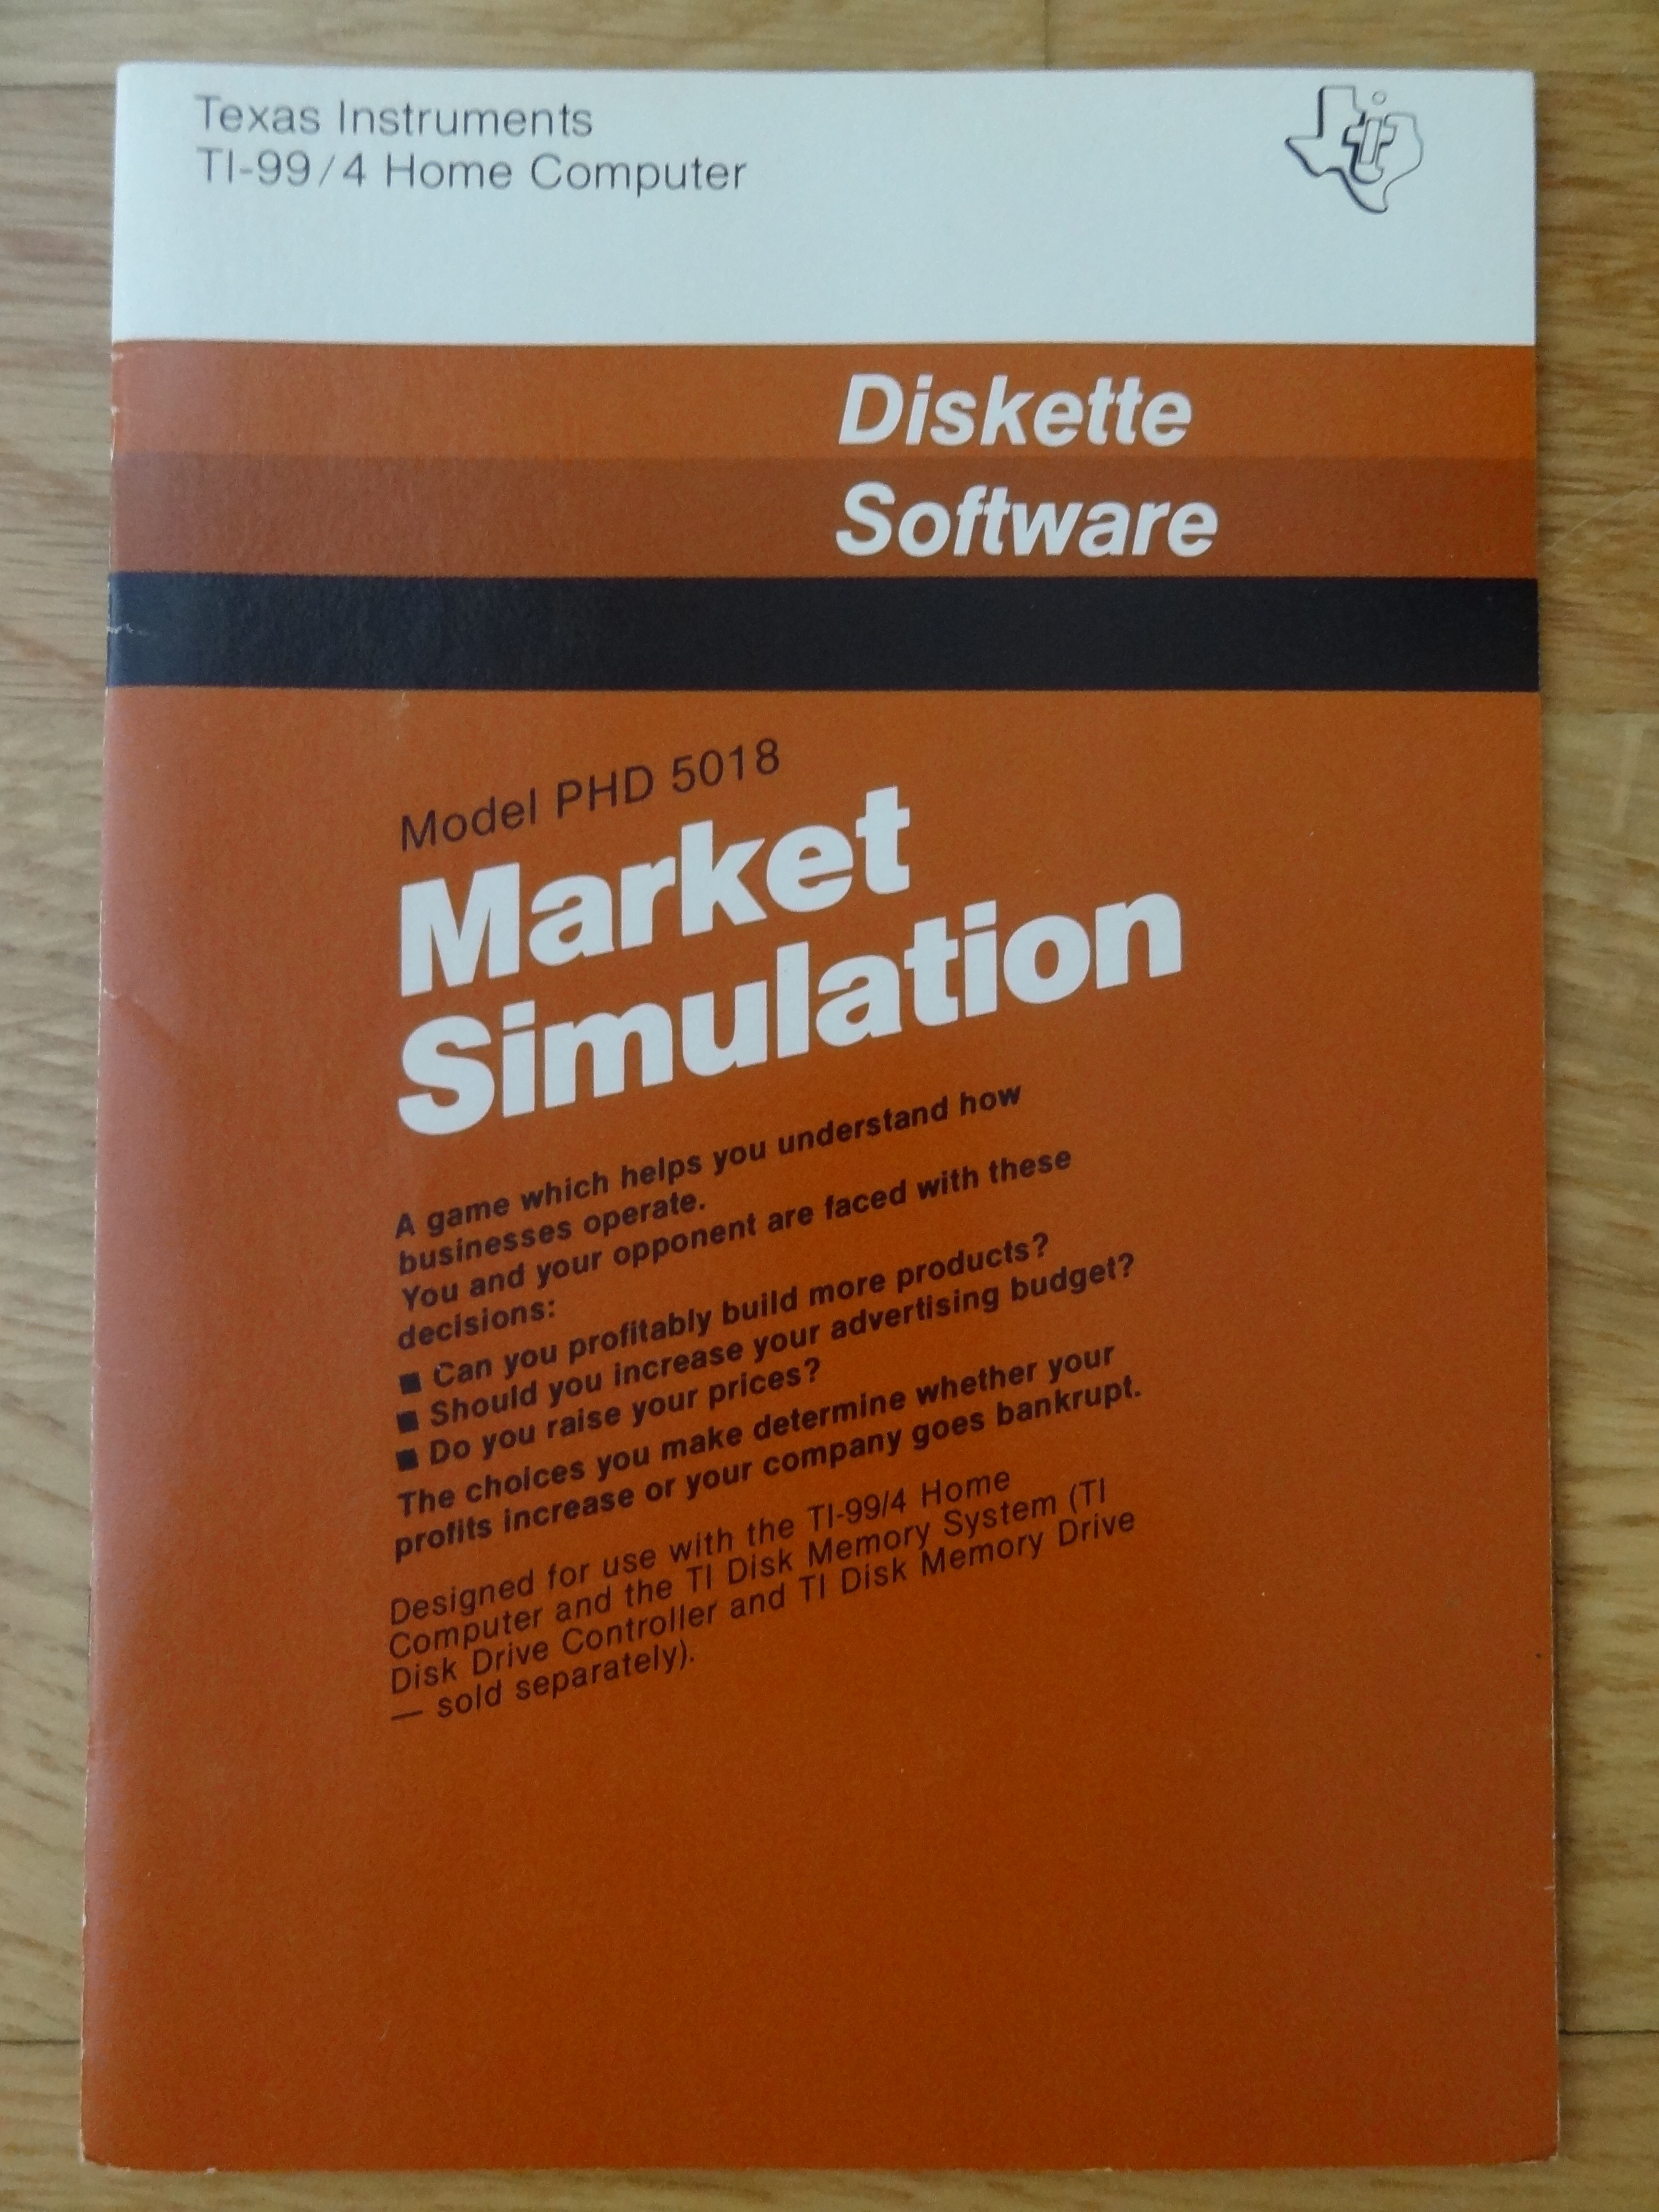 Texas Instruments
TI-99/4 Home Computer
Diskette
Software
Model PHD 5018
Market
Simulation
A game which helps you understand how
businesses operate.
You and your opponent are faced with these
decisions:
■ Can you profitably build more products?
■ Should you increase your advertising budget?
■ Do you raise your prices?
The choices you make determine whether your
profits increase or your company goes bankrupt.
Designed for use with the TI-99/4 Home
Computer and the TI Disk Memory System (TI
Disk Drive Controller and TI Disk Memory Drive
— sold separately).